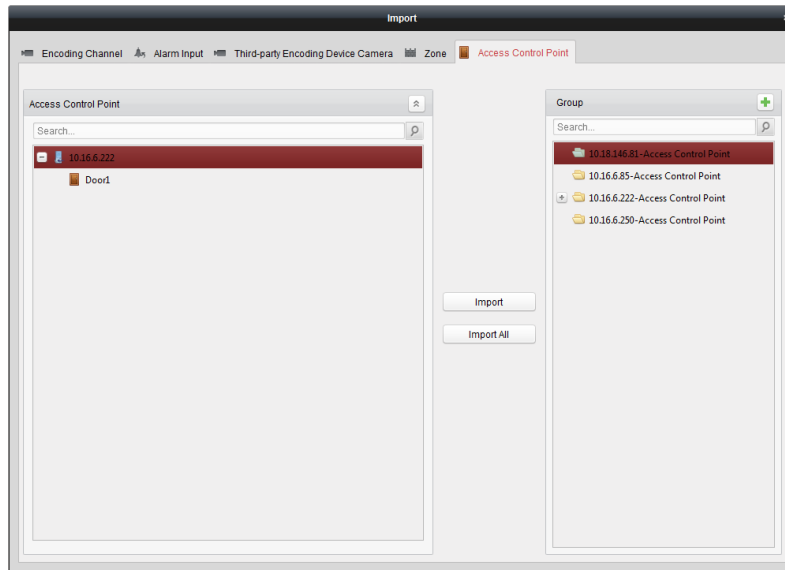 Import
Encoding Channel Alarm Input Third-party Encoding Device Camera Zone Access Control Point
Access Control Point
Search...
10.16.6.222
Door1
Import
Import All
Group
Search...
10.18.146.81-Access Control Point
10.16.6.85-Access Control Point
10.16.6.222-Access Control Point
10.16.6.250-Access Control Point